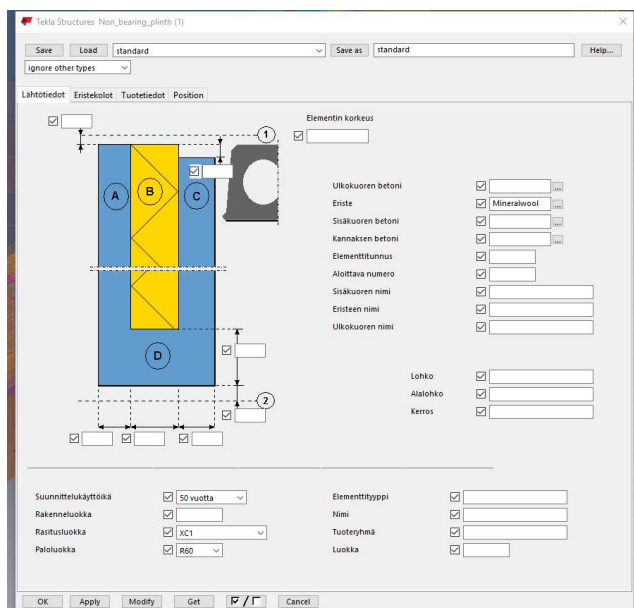 Tekla Structures Non_bearing_plinth (1)
Save Load standard Save as standard Help...
ignore other types
Lähtötiedot Eristekolot Tuotetiedot Position
Elementin korkeus
1
A B C
Ulkokuoren betoni ...
Eriste Mineralwool ...
Sisäkuoren betoni ...
Kannaksen betoni ...
Elementtitunnus
Aloittava numero
Sisäkuoren nimi
Eristeen nimi
Ulkokuoren nimi
D
Lohko
2
Alalohko
Kerros
Suunnittelukäyttöikä 50 vuotta Elementtityyppi
Rakenneluokka Nimi
Rasitusluokka XC1 Tuoteryhmä
Paloluokka R60 Luokka
OK Apply Modify Get / Cancel